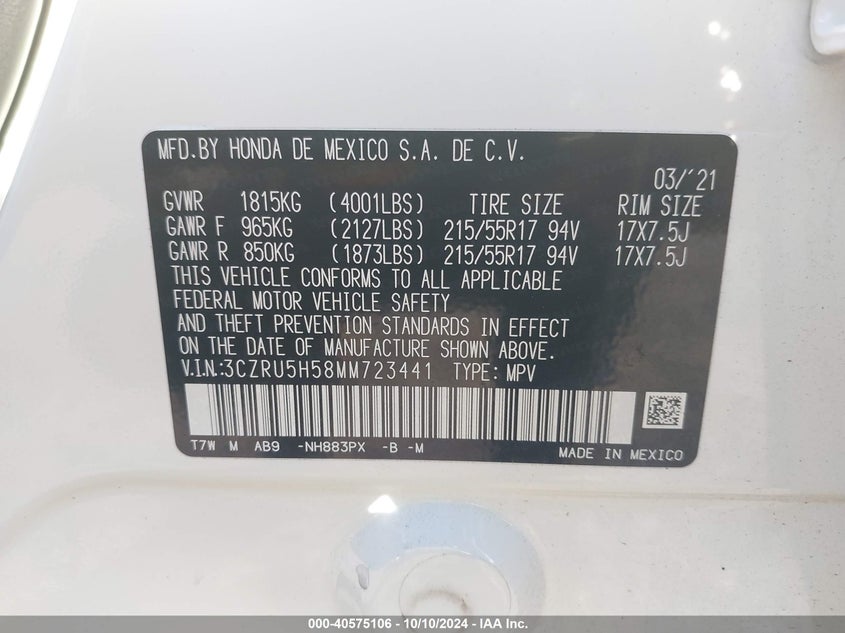 MFD.BY HONDA DE MEXICO S.A. DE C.V.
03/'21
GVWR 1815KG (4001LBS) TIRE SIZE RIM SIZE
GAWR F 965KG (2127LBS) 215/55R17 94V 17X7.5J
GAWR R 850KG (1873LBS) 215/55R17 94V 17X7.5J
THIS VEHICLE CONFORMS TO ALL APPLICABLE
FEDERAL MOTOR VEHICLE SAFETY
AND THEFT PREVENTION STANDARDS IN EFFECT
ON THE DATE OF MANUFACTURE SHOWN ABOVE.
V.I.N.:3CZRU5H58MM723441 TYPE: MPV
T7W M AB9 -NH883PX -B -M
MADE IN MEXICO
000-40575106 - 10/10/2024 - IAA Inc.